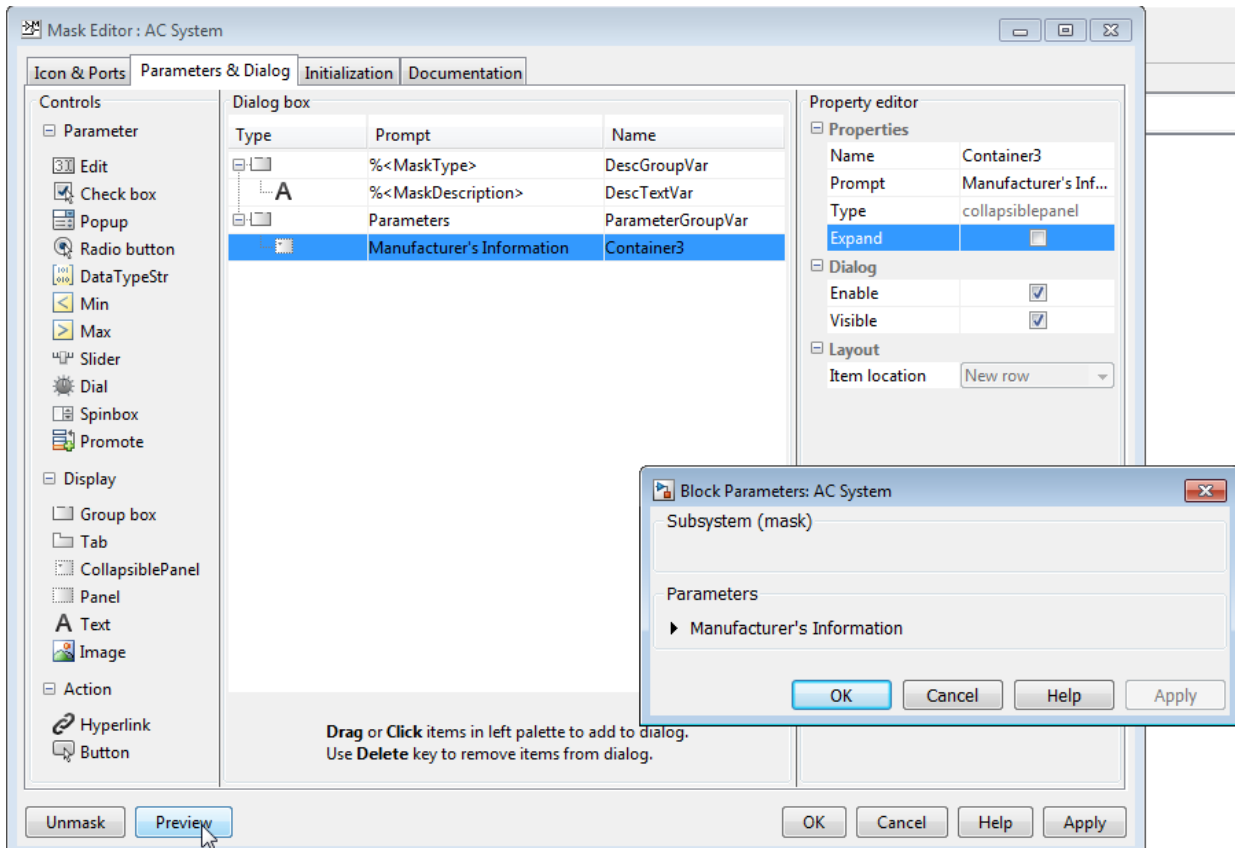 Mask Editor : AC System
Icon & Ports Parameters & Dialog Initialization Documentation
Controls
Parameter
Edit
Check box
Popup
Radio button
DataTypeStr
Min
Max
Slider
Dial
Spinbox
Promote
Display
Group box
Tab
CollapsiblePanel
Panel
Text
Image
Action
Hyperlink
Button
Dialog box
Type Prompt Name
%<MaskType> DescGroupVar
A %<MaskDescription> DescTextVar
Parameters ParameterGroupVar
Manufacturer's Information Container3
Drag or Click items in left palette to add to dialog.
Use Delete key to remove items from dialog.
Property editor
Properties
Name Container3
Prompt Manufacturer's Inf...
Type collapsiblepanel
Expand
Dialog
Enable
Visible
Layout
Item location New row
Block Parameters: AC System
Subsystem (mask)
Parameters
Manufacturer's Information
OK Cancel Help Apply
Unmask Preview OK Cancel Help Apply